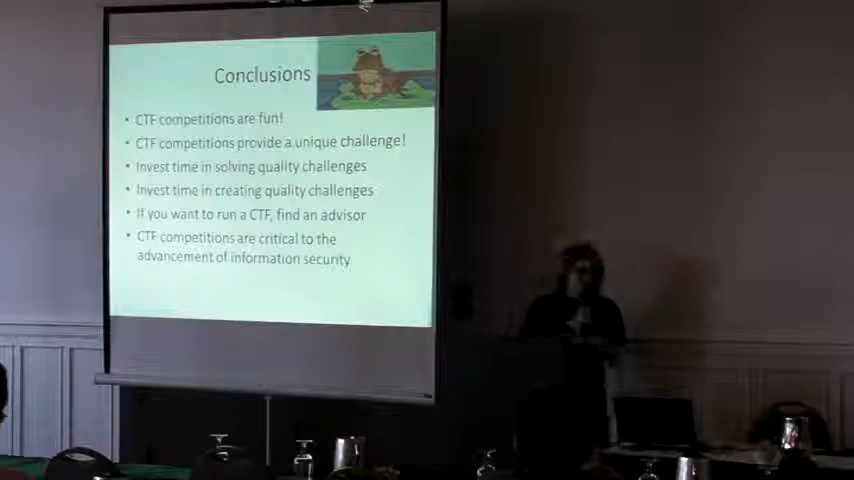 Conclusions
• CTF competitions are fun!
• CTF competitions provide a unique challenge!
• Invest time in solving quality challenges
• Invest time in creating quality challenges
• If you want to run a CTF, find an advisor
• CTF competitions are critical to the
advancement of information security